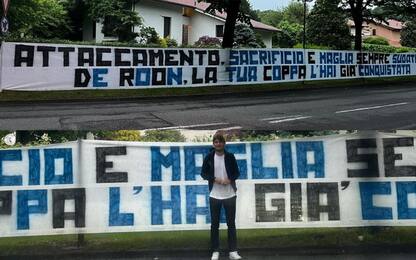 ATTACCAMENTO, SACRIFICIO E MAGLIA SEMPRE SUDATA
DE ROON. LA TUA COPPA L'HAI GIÀ CONQUISTATA
CIO E MAGLIA SE
PPA L'HAI GIA' CO